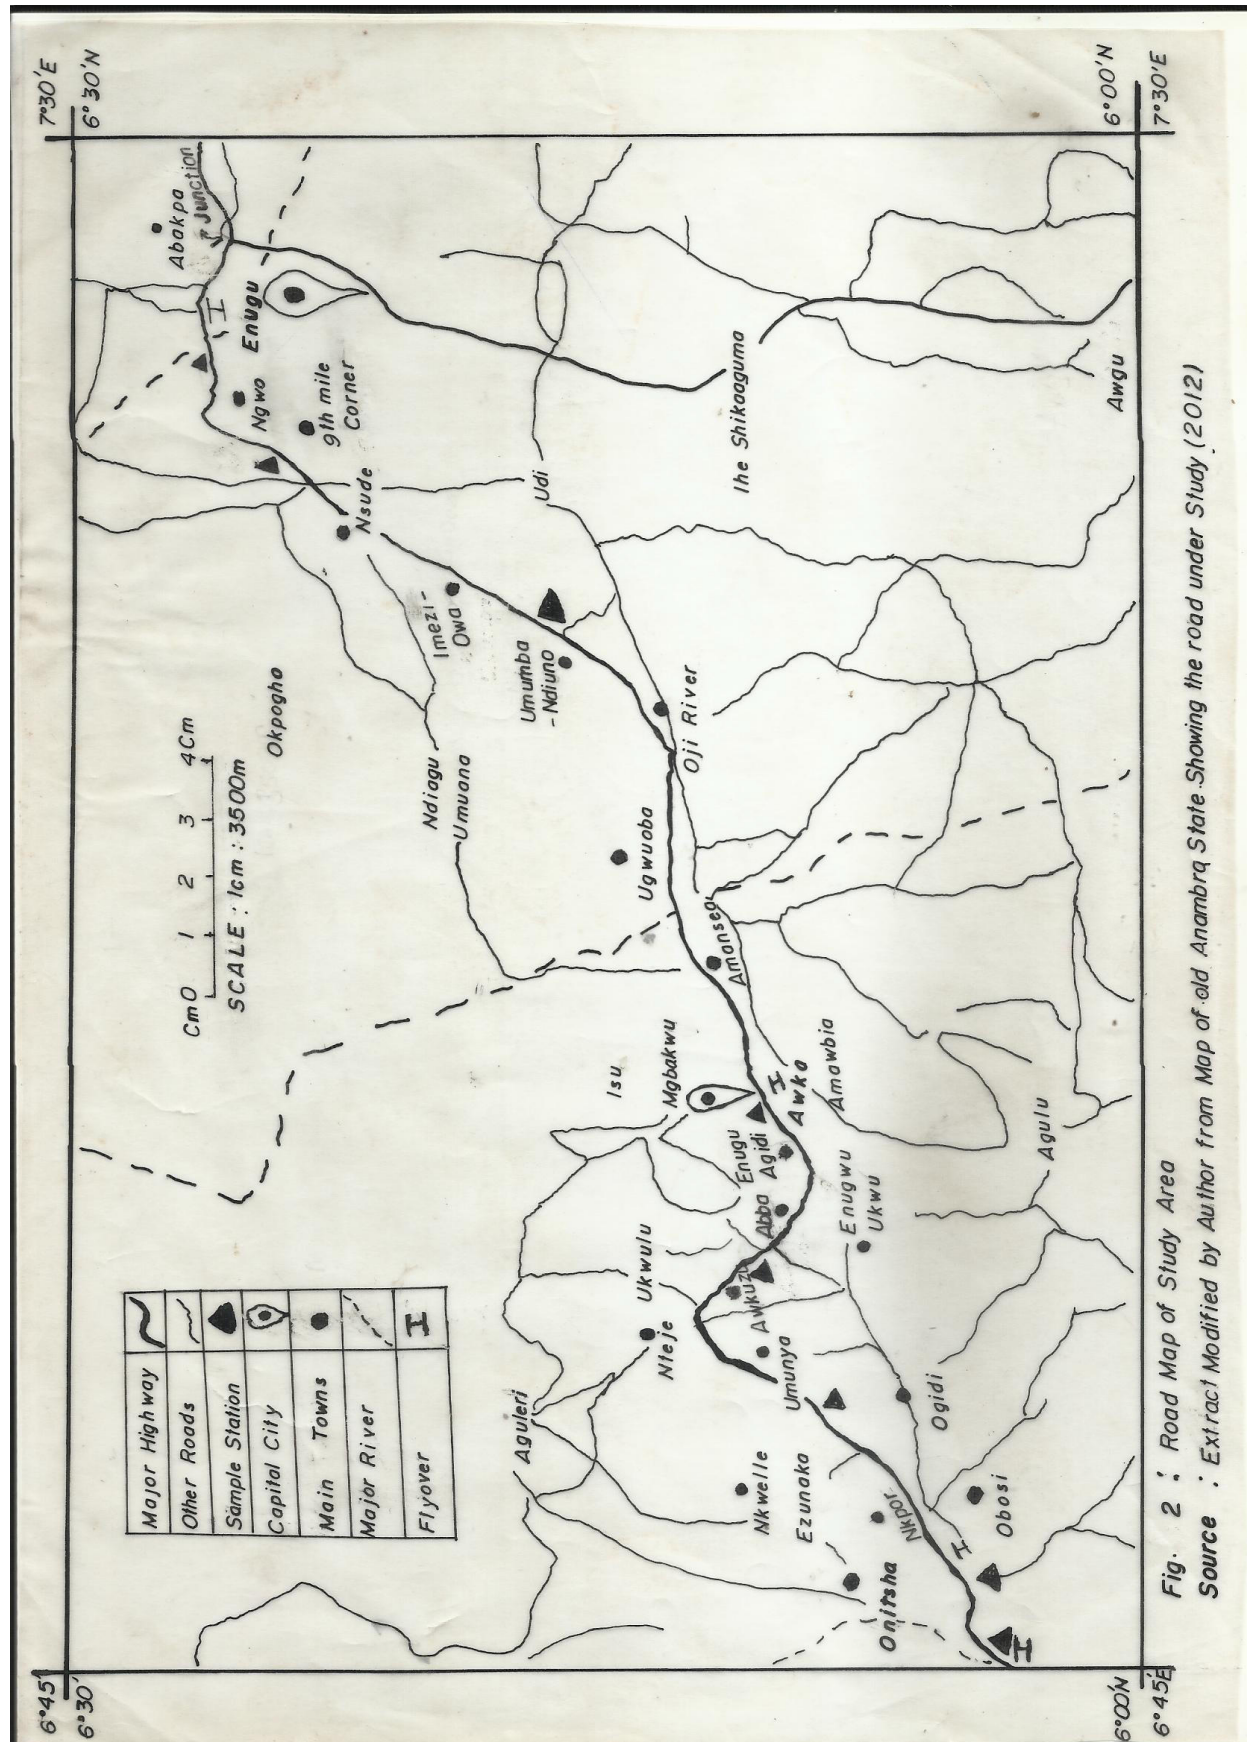 6°45'
6°30'
7°30'E
6°30'N
Major Highway
Other Roads
Sample Station
Capital City
Main Towns
Major River
Flyover
Cm 0 1 2 3 4 Cm
SCALE : 1cm : 3500m
Okpogho
Abakpa
Junction
Enugu
Ngwo
9th mile
Corner
Nsude
Udi
Imezi -
Owa
Umumba
- Ndiuno
Ndiagu
Umuana
Oji River
Ugwuoba
Amansea
Ihe Shikaoguma
Awgu
Isu
Mgbakwu
Awka
Amawbia
Enugu
Agidi
Abba
Enugwu
Ukwu
Agulu
Ukwulu
Awkuzu
Nteje
Umunya
Aguleri
Ogidi
Nkwelle
Ezunaka
Nkpor
Obosi
Onitsha
6°00'N
6°45'E
6°00'N
7°30'E
Fig. 2 : Road Map of Study Area
Source : Extract Modified by Author from Map of old Anambra State Showing the road under Study (2012)